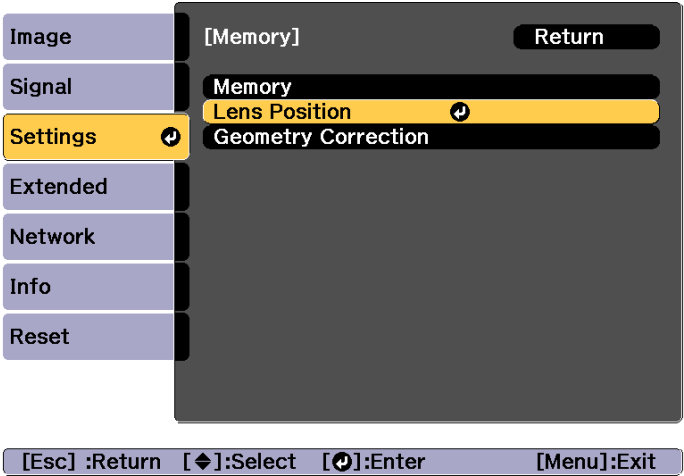 Image
Signal
Settings
Extended
Network
Info
Reset
[Memory] Return
Memory
Lens Position
Geometry Correction
[Esc] :Return [◆]:Select [↵]:Enter [Menu]:Exit